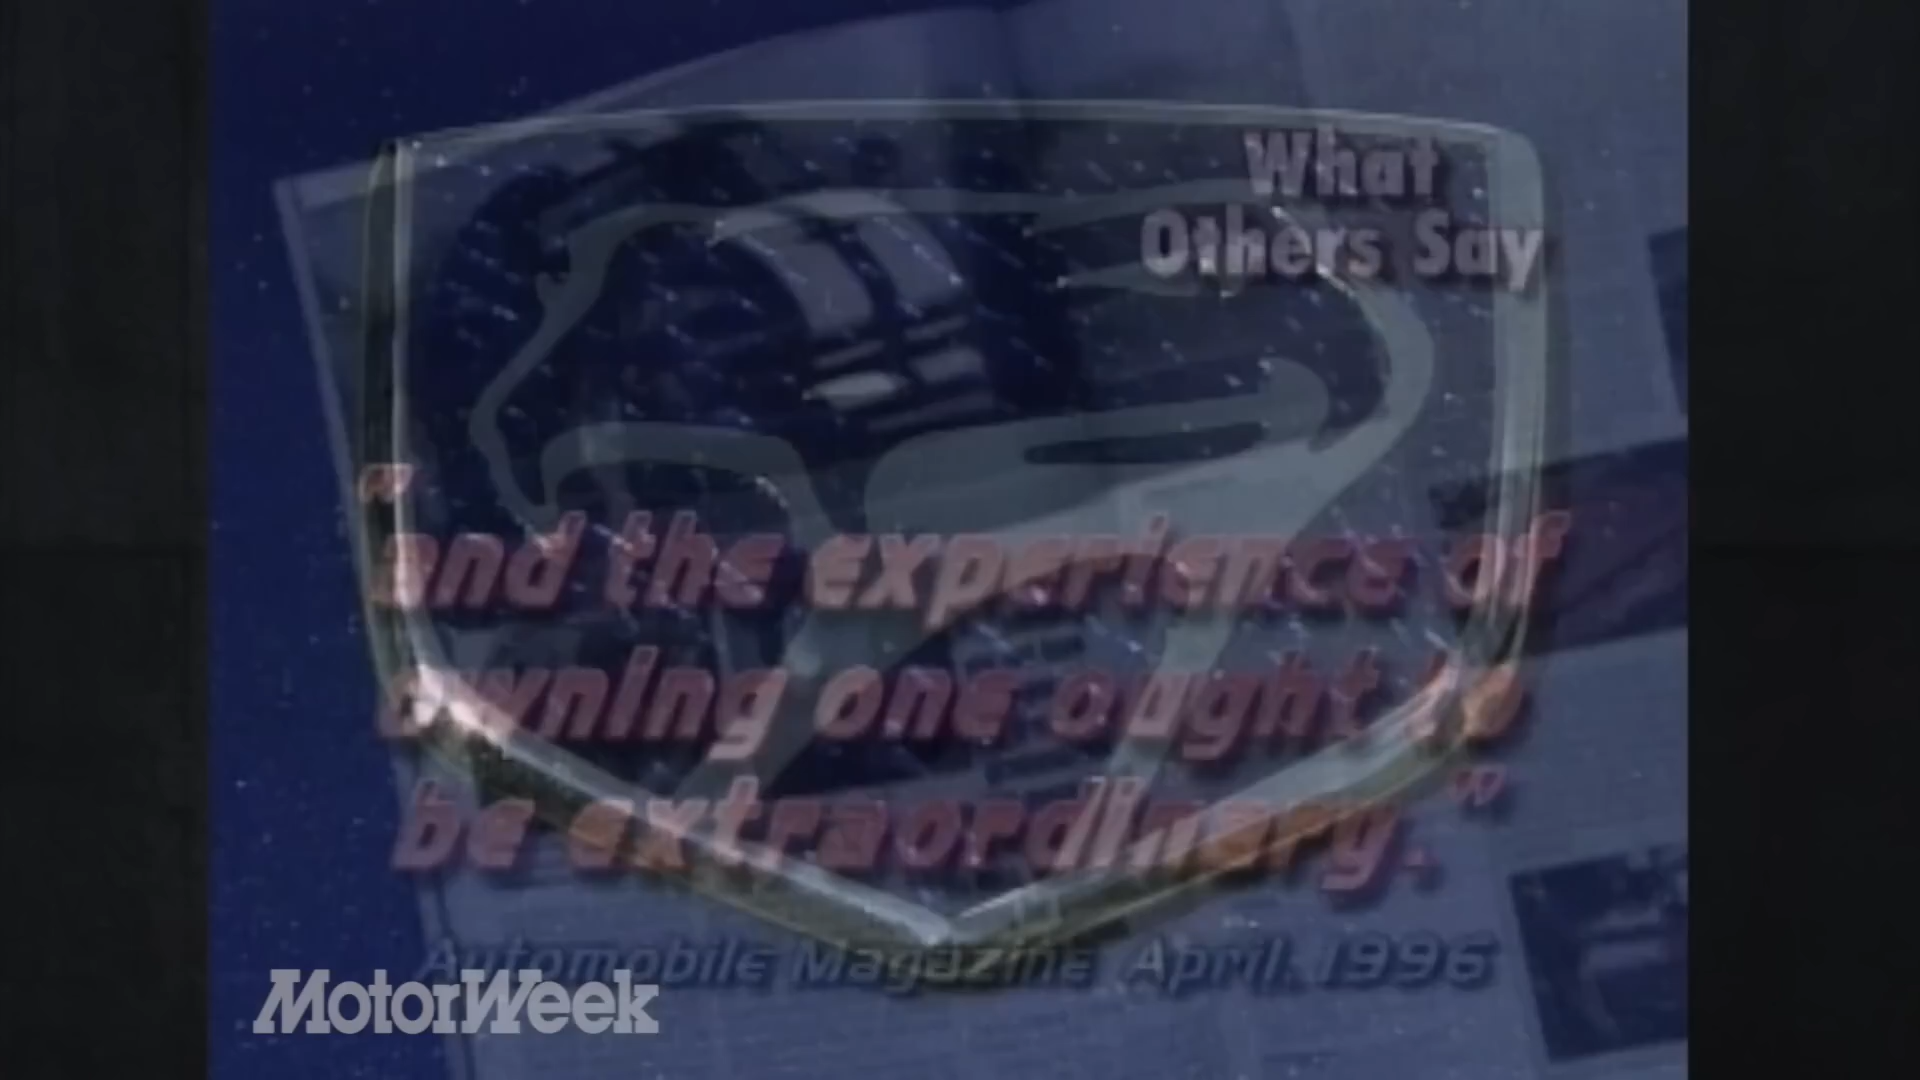 What
Others Say
"and the experience of
owning one ought to
be extraordinary."
Automobile Magazine April, 1996
MotorWeek